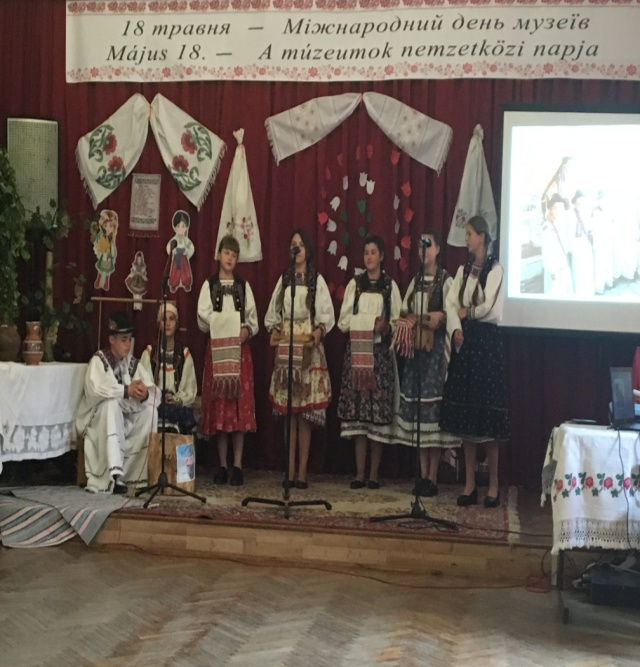 18 травня – Міжнародний день музеїв
Május 18. – A múzeumok nemzetközi napja